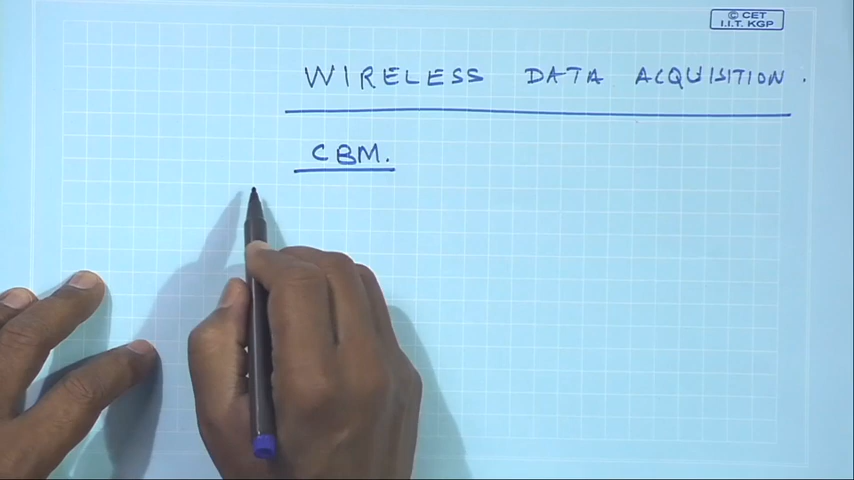 © CET
I.I.T. KGP
WIRELESS DATA ACQUISITION.
CBM.